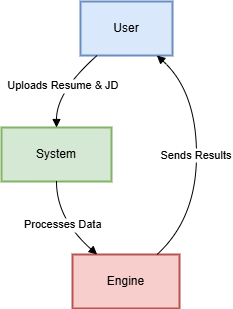 User
Uploads Resume & JD
System
Sends Results
Processes Data
Engine